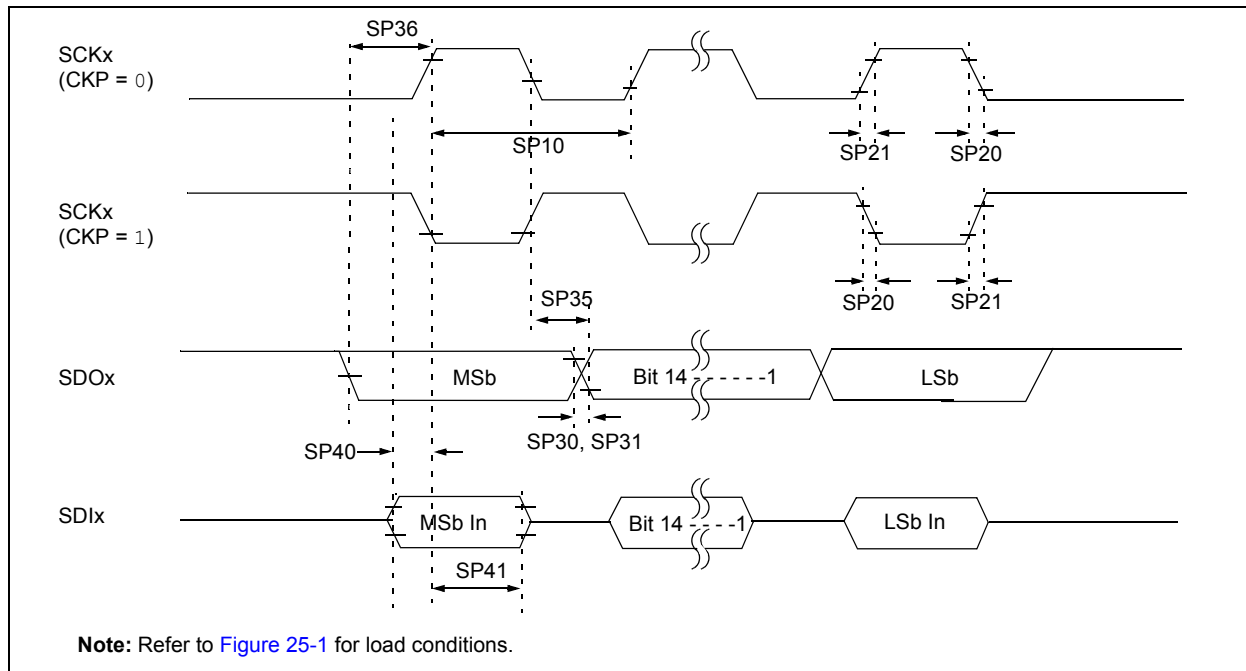 SP36
SCKx
(CKP = 0)
SP10
SP21
SP20
SCKx
(CKP = 1)
SP35
SP20
SP21
SDOx
MSb
Bit 14 - - - - - -1
LSb
SP30, SP31
SP40
SDIx
MSb In
Bit 14 - - - - -1
LSb In
SP41
Note: Refer to Figure 25-1 for load conditions.